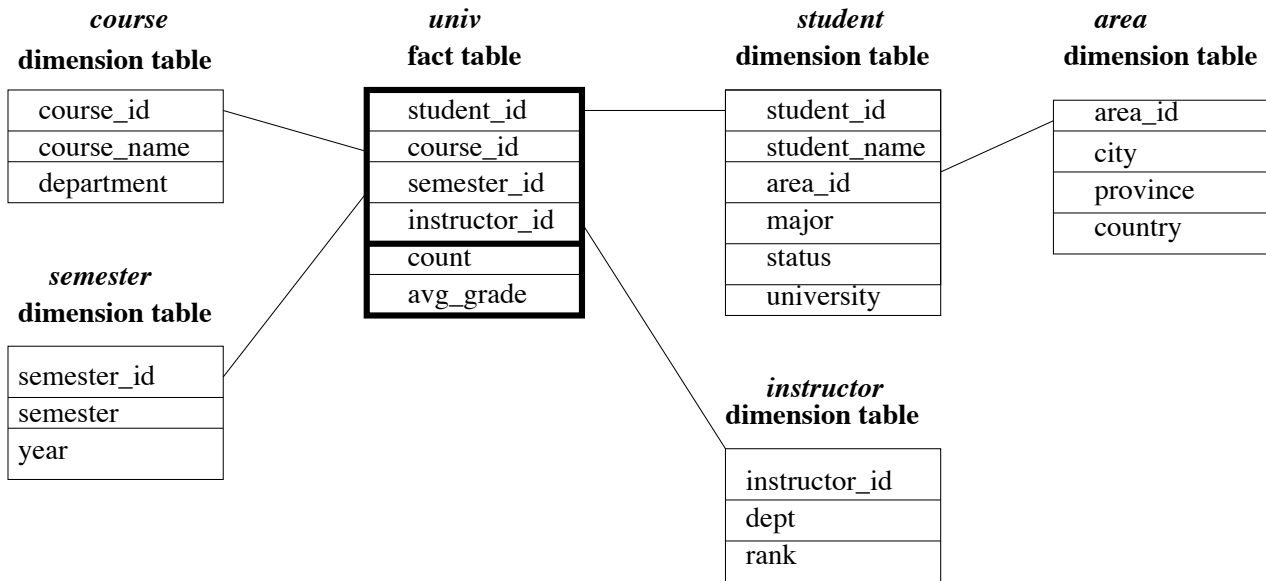 course
dimension table
course_id
course_name
department
univ
fact table
student_id
course_id
semester_id
instructor_id
count
avg_grade
student
dimension table
student_id
student_name
area_id
major
status
university
area
dimension table
area_id
city
province
country
semester
dimension table
semester_id
semester
year
instructor
dimension table
instructor_id
dept
rank